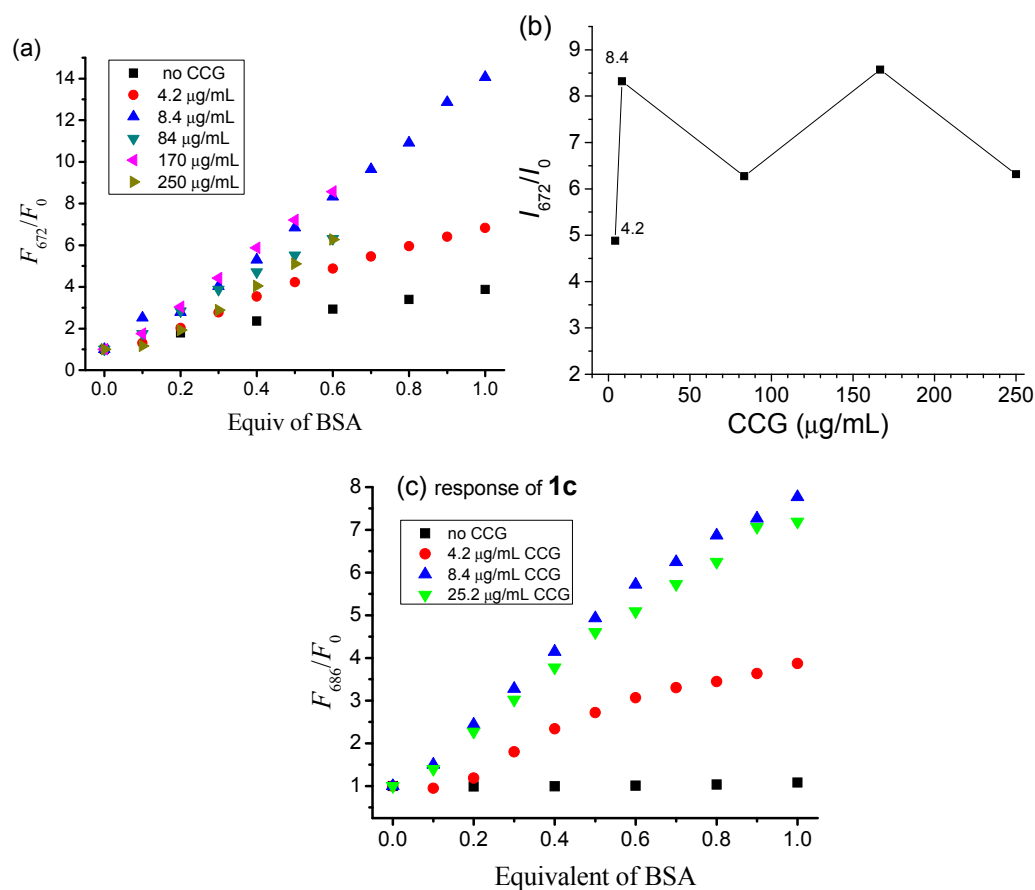 (a)
no CCG
4.2 μg/mL
8.4 μg/mL
84 μg/mL
170 μg/mL
250 μg/mL
F672/F0
14
12
10
8
6
4
2
0
0.0 0.2 0.4 0.6 0.8 1.0
Equiv of BSA
(b)
I672/I0
9
8
7
6
5
4
3
2
8.4
4.2
0 50 100 150 200 250
CCG (μg/mL)
(c) response of 1c
no CCG
4.2 μg/mL CCG
8.4 μg/mL CCG
25.2 μg/mL CCG
F686/F0
8
7
6
5
4
3
2
1
0.0 0.2 0.4 0.6 0.8 1.0
Equivalent of BSA